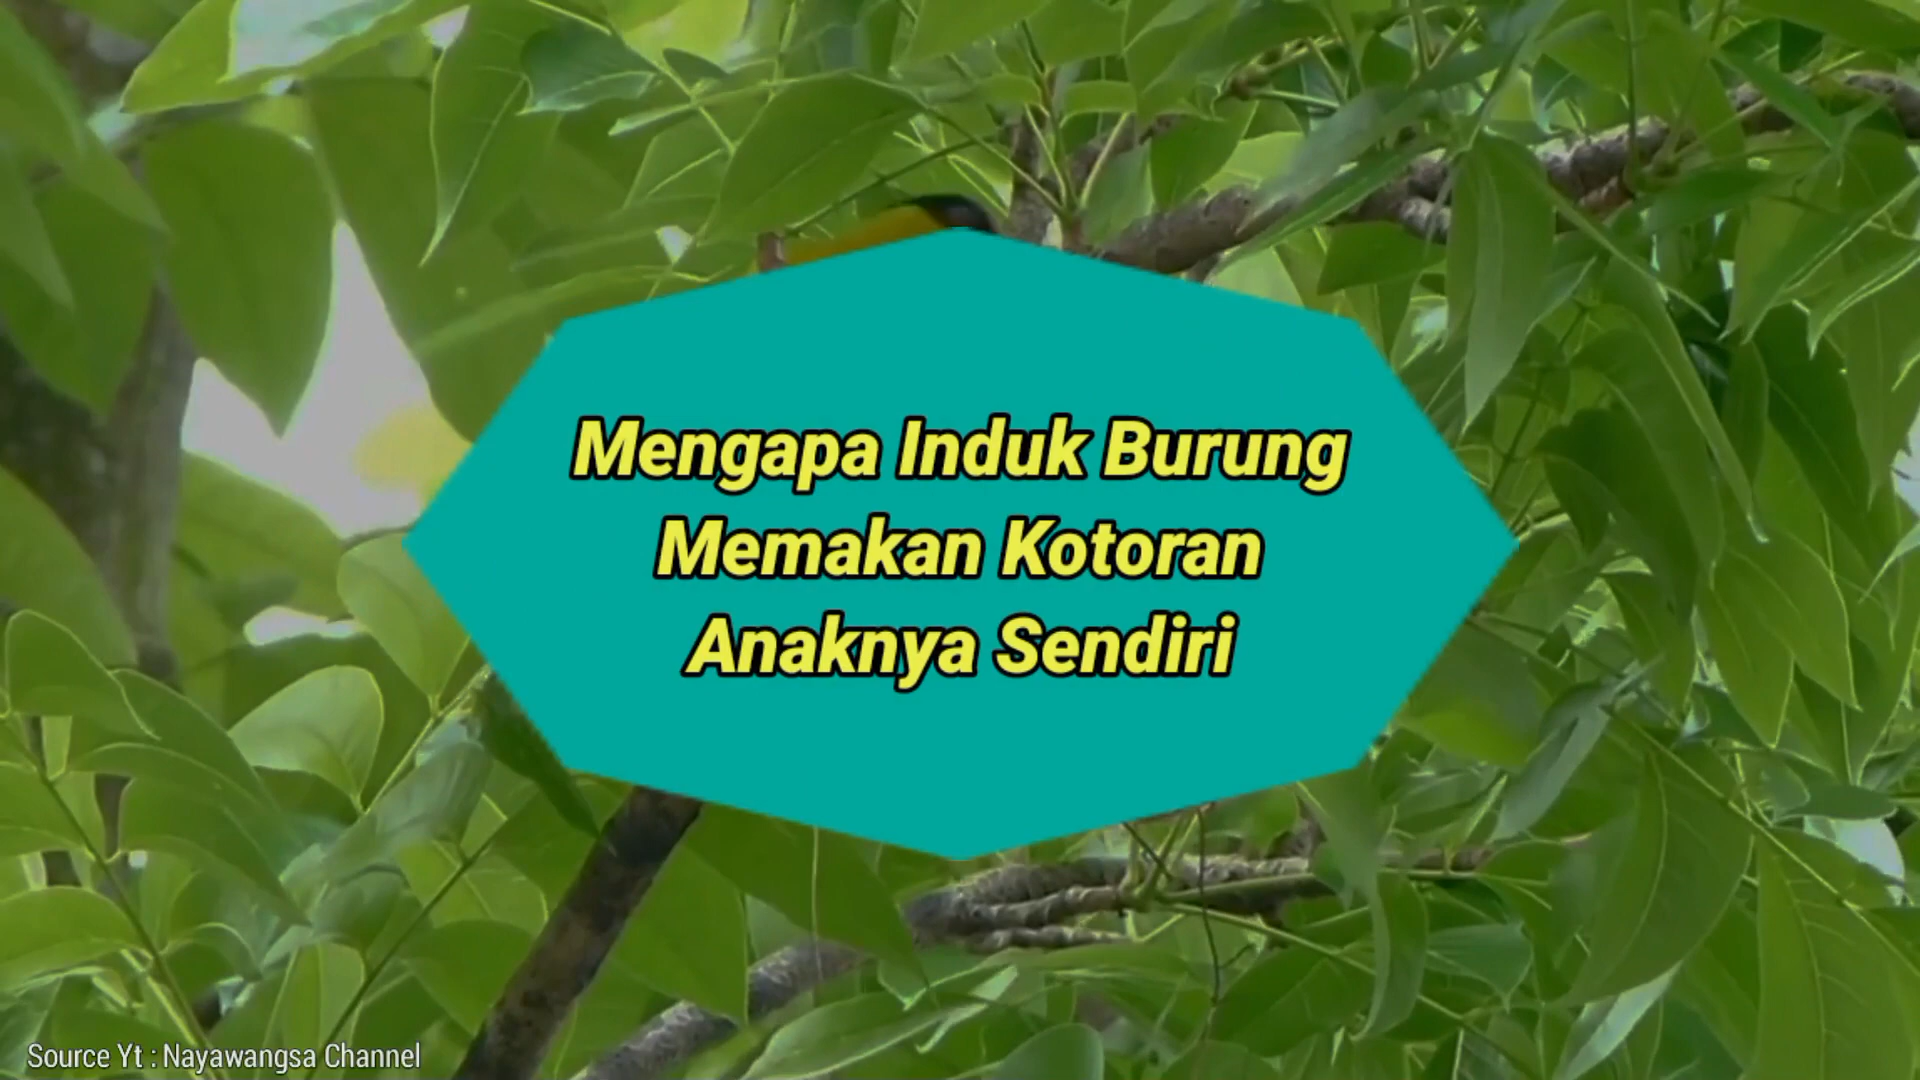 Mengapa Induk Burung
Memakan Kotoran
Anaknya Sendiri
Source Yt : Nayawangsa Channel